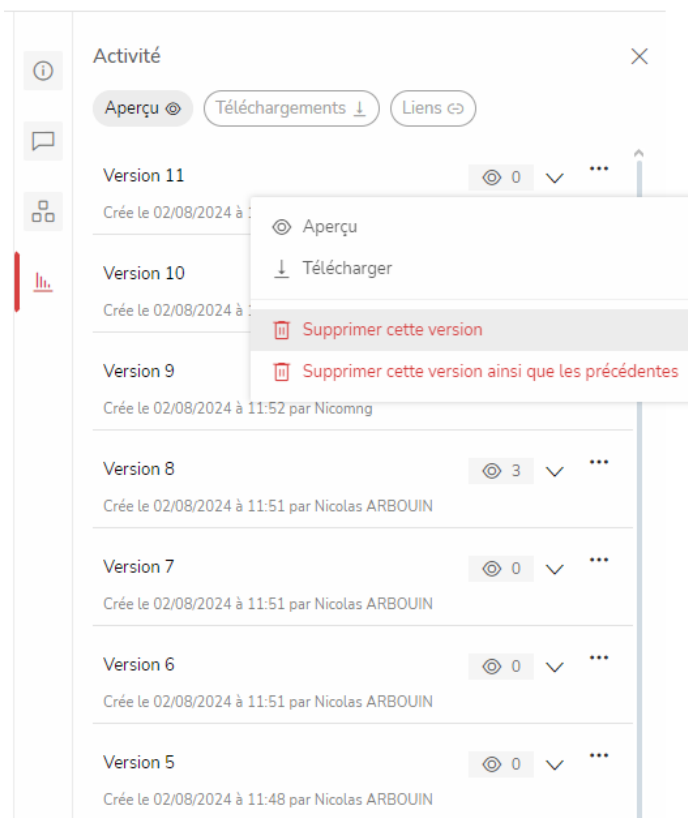 Activité
Aperçu
Téléchargements
Liens
Version 11
0
Crée le 02/08/2024 à
Aperçu
Télécharger
Supprimer cette version
Supprimer cette version ainsi que les précédentes
Version 10
Crée le 02/08/2024 à
Version 9
Crée le 02/08/2024 à 11:52 par Nicomng
Version 8
3
Crée le 02/08/2024 à 11:51 par Nicolas ARBOUIN
Version 7
0
Crée le 02/08/2024 à 11:51 par Nicolas ARBOUIN
Version 6
0
Crée le 02/08/2024 à 11:51 par Nicolas ARBOUIN
Version 5
0
Crée le 02/08/2024 à 11:48 par Nicolas ARBOUIN